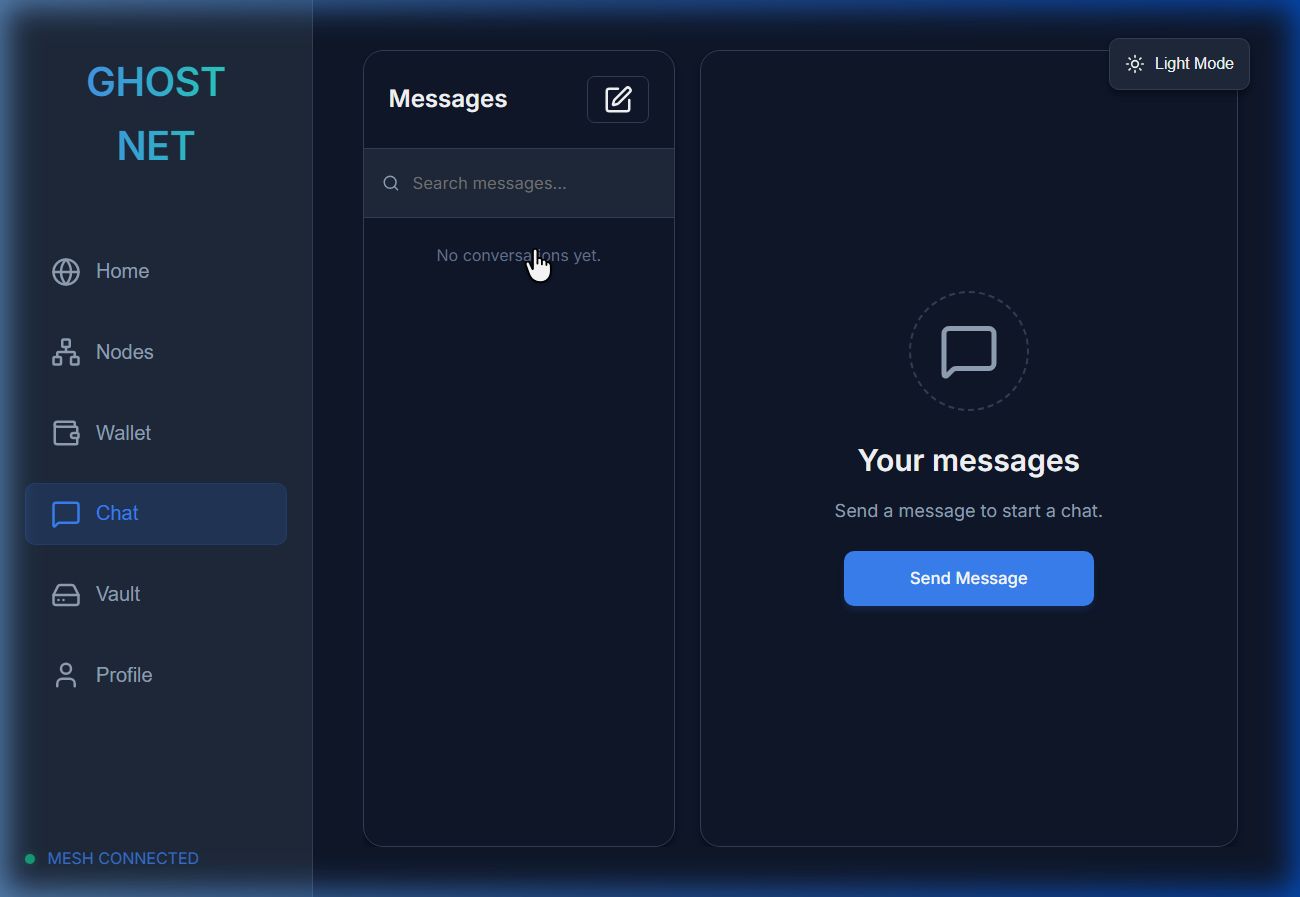 GHOST
NET
Home
Nodes
Wallet
Chat
Vault
Profile
MESH CONNECTED
Messages
Search messages...
No conversations yet.
Light Mode
Your messages
Send a message to start a chat.
Send Message